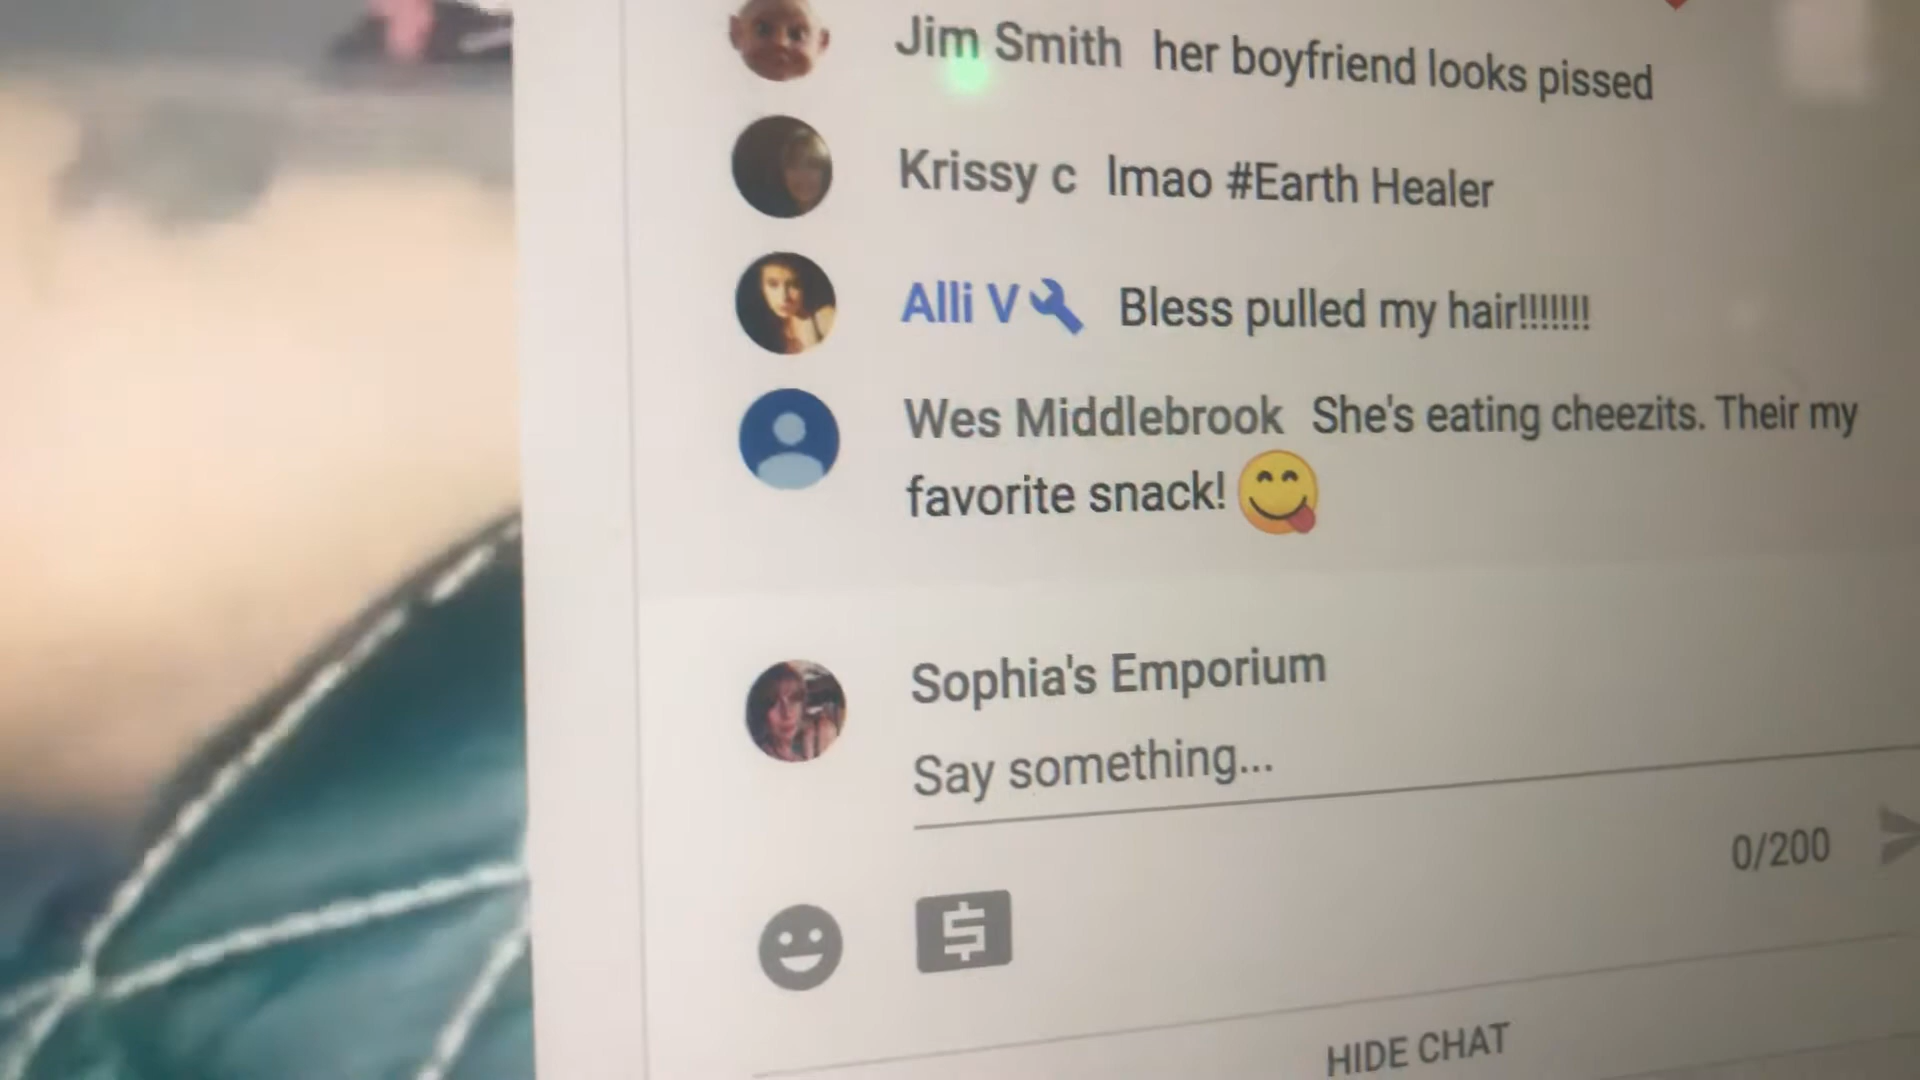 Jim Smith her boyfriend looks pissed
Krissy c lmao #Earth Healer
Alli V Bless pulled my hair!!!!!!!
Wes Middlebrook She's eating cheezits. Their my
favorite snack!
Sophia's Emporium
Say something...
0/200
HIDE CHAT